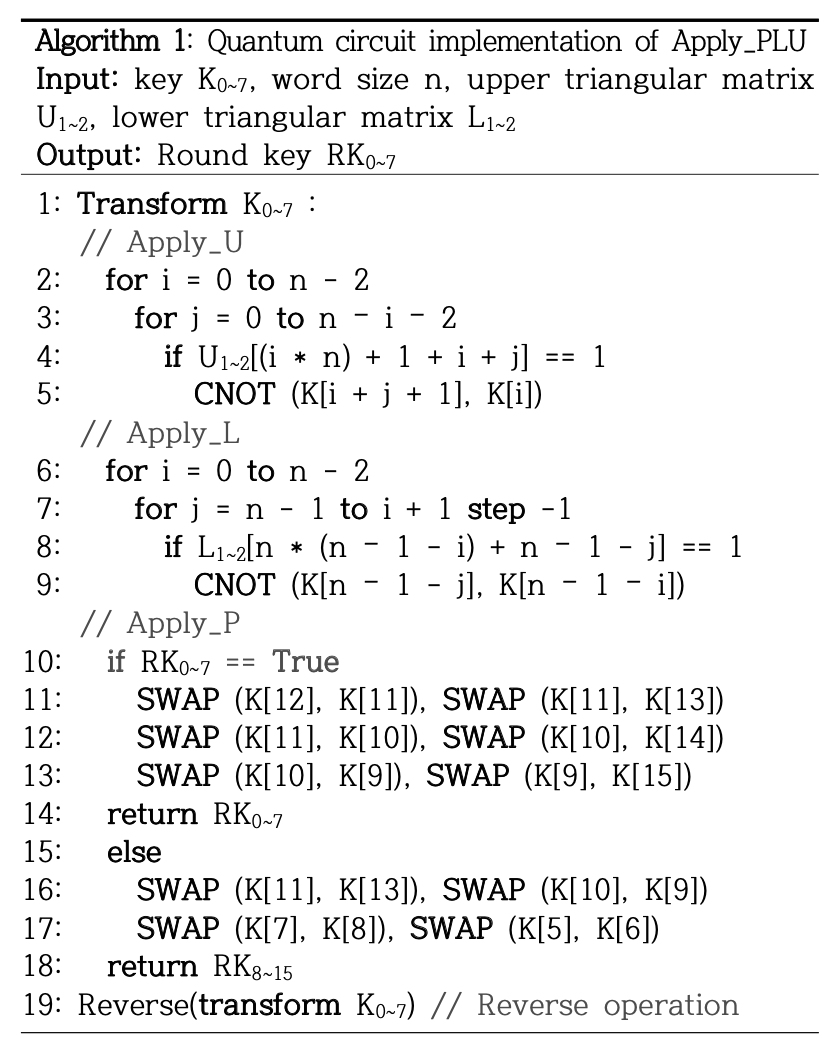 Algorithm 1: Quantum circuit implementation of Apply_PLU
Input: key K₀~₇, word size n, upper triangular matrix
U₁~₂, lower triangular matrix L₁~₂
Output: Round key RK₀~₇
1: Transform K₀~₇ :
// Apply_U
2: for i = 0 to n - 2
3: for j = 0 to n - i - 2
4: if U₁~₂[(i * n) + 1 + i + j] == 1
5: CNOT (K[i + j + 1], K[i])
// Apply_L
6: for i = 0 to n - 2
7: for j = n - 1 to i + 1 step -1
8: if L₁~₂[n * (n - 1 - i) + n - 1 - j] == 1
9: CNOT (K[n - 1 - j], K[n - 1 - i])
// Apply_P
10: if RK₀~₇ == True
11: SWAP (K[12], K[11]), SWAP (K[11], K[13])
12: SWAP (K[11], K[10]), SWAP (K[10], K[14])
13: SWAP (K[10], K[9]), SWAP (K[9], K[15])
14: return RK₀~₇
15: else
16: SWAP (K[11], K[13]), SWAP (K[10], K[9])
17: SWAP (K[7], K[8]), SWAP (K[5], K[6])
18: return RK₈~₁₅
19: Reverse(transform K₀~₇) // Reverse operation